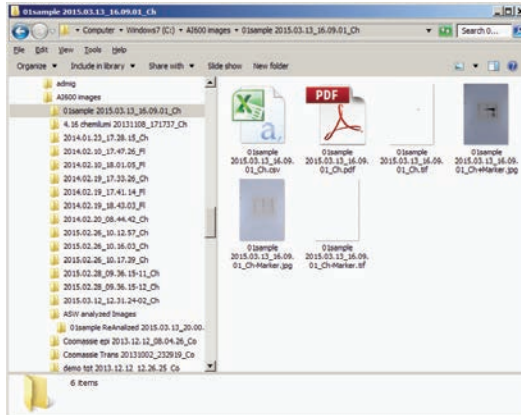 01sample 2015.03.13_16.09.01_Ch
Computer Windows7 (C:) AI600 images 01sample 2015.03.13_16.09.01_Ch
Search 0...
File Edit View Tools Help
Organize Include in library Share with Slide show New folder
admig
AI600 images
01sample 2015.03.13_16.09.01_Ch
4.16 chemilumi 20131108_171737_Ch
2014.01.23_17.28.15_Ch
2014.02.10_17.47.26_Fl
2014.02.10_18.01.05_Fl
2014.02.19_17.33.26_Ch
2014.02.19_17.41.14_Fl
2014.02.19_18.43.03_Fl
2014.02.20_08.44.42_Ch
2015.02.26_10.12.57_Ch
2015.02.26_10.16.03_Ch
2015.02.26_10.17.39_Ch
2015.02.28_09.36.15-11_Ch
2015.02.28_09.36.15-12_Ch
2015.03.12_12.31.24-02_Ch
ASW analyzed Images
01sample ReAnalized 2015.03.13_20.00.
Coomassie epi 2013.12.12_08.04.26_Co
Coomassie Trans 20131002_232919_Co
demo tgt 2013.12.12_12.26.25_Co
a,
01sample
2015.03.13_16.09.
01_Ch.csv
PDF
01sample
2015.03.13_16.09.
01_Ch.pdf
01sample
2015.03.13_16.09.
01_Ch.tif
01sample
2015.03.13_16.09.
01_Ch+Marker.jpg
01sample
2015.03.13_16.09.
01_Ch-Marker.jpg
01sample
2015.03.13_16.09.
01_Ch-Marker.tif
6 items